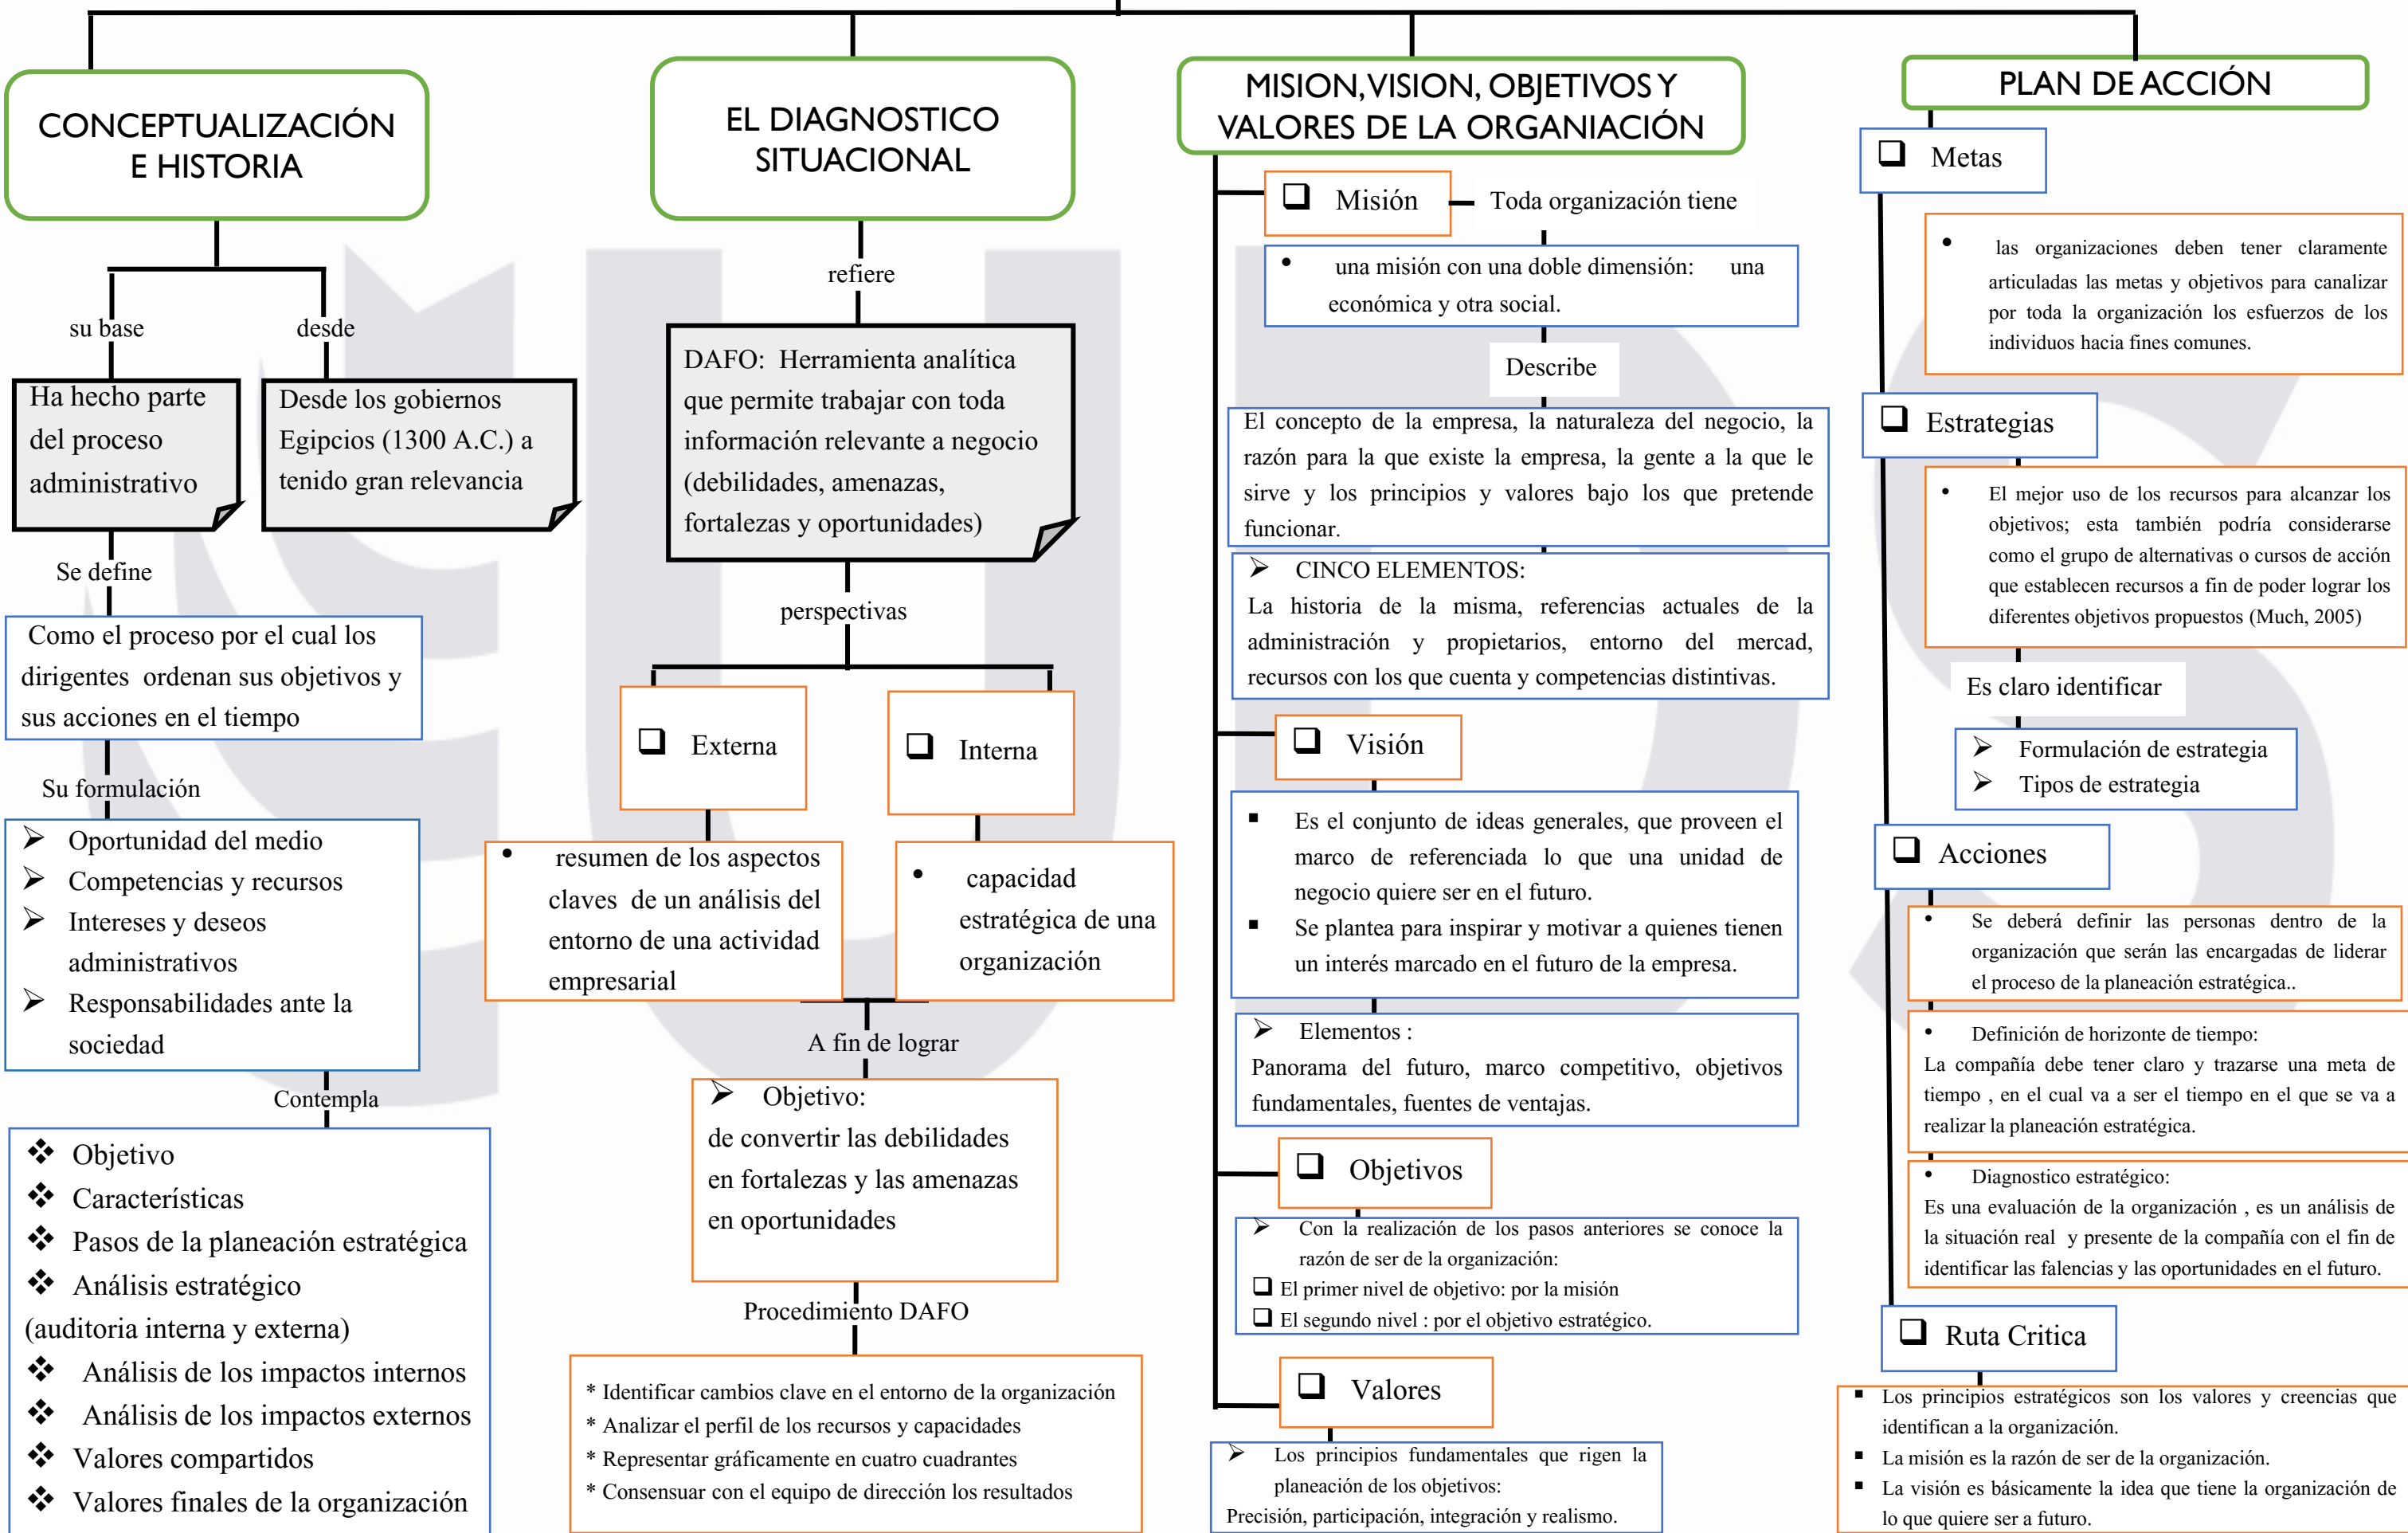 CONCEPTUALIZACIÓN
E HISTORIA
su base
desde
Ha hecho parte
del proceso
administrativo
Desde los gobiernos
Egipcios (1300 A.C.) a
tenido gran relevancia
Se define
Como el proceso por el cual los
dirigentes ordenan sus objetivos y
sus acciones en el tiempo
Su formulación
➢ Oportunidad del medio
➢ Competencias y recursos
➢ Intereses y deseos
administrativos
➢ Responsabilidades ante la
sociedad
Contempla
❖ Objetivo
❖ Características
❖ Pasos de la planeación estratégica
❖ Análisis estratégico
(auditoria interna y externa)
❖ Análisis de los impactos internos
❖ Análisis de los impactos externos
❖ Valores compartidos
❖ Valores finales de la organización
EL DIAGNOSTICO
SITUACIONAL
refiere
DAFO: Herramienta analítica
que permite trabajar con toda
información relevante a negocio
(debilidades, amenazas,
fortalezas y oportunidades)
perspectivas
❑ Externa
❑ Interna
• resumen de los aspectos
claves de un análisis del
entorno de una actividad
empresarial
• capacidad
estratégica de una
organización
A fin de lograr
➢ Objetivo:
de convertir las debilidades
en fortalezas y las amenazas
en oportunidades
Procedimiento DAFO
* Identificar cambios clave en el entorno de la organización
* Analizar el perfil de los recursos y capacidades
* Representar gráficamente en cuatro cuadrantes
* Consensuar con el equipo de dirección los resultados
MISION, VISION, OBJETIVOS Y
VALORES DE LA ORGANIACIÓN
❑ Misión
Toda organización tiene
• una misión con una doble dimensión: una
económica y otra social.
Describe
El concepto de la empresa, la naturaleza del negocio, la
razón para la que existe la empresa, la gente a la que le
sirve y los principios y valores bajo los que pretende
funcionar.
➢ CINCO ELEMENTOS:
La historia de la misma, referencias actuales de la
administración y propietarios, entorno del mercad,
recursos con los que cuenta y competencias distintivas.
❑ Visión
▪ Es el conjunto de ideas generales, que proveen el
marco de referenciada lo que una unidad de
negocio quiere ser en el futuro.
▪ Se plantea para inspirar y motivar a quienes tienen
un interés marcado en el futuro de la empresa.
➢ Elementos :
Panorama del futuro, marco competitivo, objetivos
fundamentales, fuentes de ventajas.
❑ Objetivos
➢ Con la realización de los pasos anteriores se conoce la
razón de ser de la organización:
❑ El primer nivel de objetivo: por la misión
❑ El segundo nivel : por el objetivo estratégico.
❑ Valores
➢ Los principios fundamentales que rigen la
planeación de los objetivos:
Precisión, participación, integración y realismo.
PLAN DE ACCIÓN
❑ Metas
• las organizaciones deben tener claramente
articuladas las metas y objetivos para canalizar
por toda la organización los esfuerzos de los
individuos hacia fines comunes.
❑ Estrategias
• El mejor uso de los recursos para alcanzar los
objetivos; esta también podría considerarse
como el grupo de alternativas o cursos de acción
que establecen recursos a fin de poder lograr los
diferentes objetivos propuestos (Much, 2005)
Es claro identificar
➢ Formulación de estrategia
➢ Tipos de estrategia
❑ Acciones
• Se deberá definir las personas dentro de la
organización que serán las encargadas de liderar
el proceso de la planeación estratégica..
• Definición de horizonte de tiempo:
La compañía debe tener claro y trazarse una meta de
tiempo , en el cual va a ser el tiempo en el que se va a
realizar la planeación estratégica.
• Diagnostico estratégico:
Es una evaluación de la organización , es un análisis de
la situación real y presente de la compañía con el fin de
identificar las falencias y las oportunidades en el futuro.
❑ Ruta Critica
▪ Los principios estratégicos son los valores y creencias que
identifican a la organización.
▪ La misión es la razón de ser de la organización.
▪ La visión es básicamente la idea que tiene la organización de
lo que quiere ser a futuro.